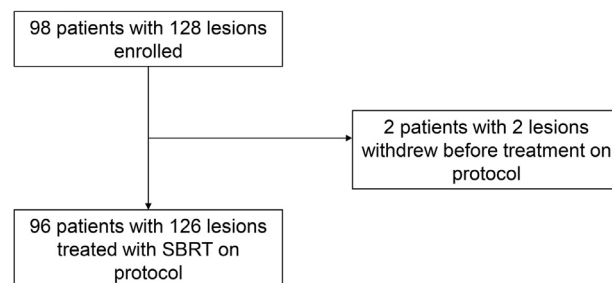 98 patients with 128 lesions
enrolled
2 patients with 2 lesions
withdrew before treatment on
protocol
96 patients with 126 lesions
treated with SBRT on
protocol